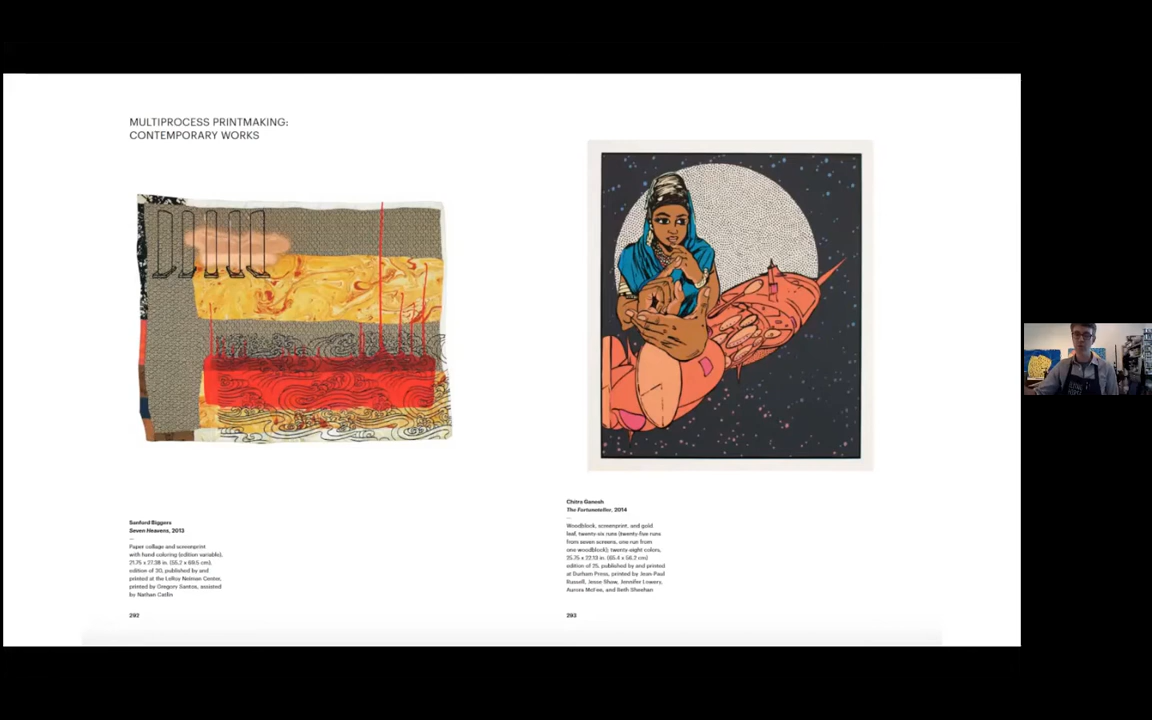 MULTIPROCESS PRINTMAKING:
CONTEMPORARY WORKS
Sanford Biggers
Seven Heavens, 2013
—
Paper collage and screenprint
with hand coloring (edition variable),
21.75 x 27.38 in. (55.2 x 69.5 cm),
edition of 20, published by and
printed at the LeRoy Neiman Center,
printed by Gregory Santos, assisted
by Nathan Catlin
292
Chitra Ganesh
The Fortuneteller, 2014
—
Woodblock, screenprint, and gold
leaf, twenty-six runs (twenty-five runs
from seven screens, one run from
one woodblock); twenty-eight colors,
25.75 x 22.13 in. (65.4 x 56.2 cm)
edition of 25, published by and printed
at Durham Press, printed by Jean-Paul
Russell, Jesse Shaw, Jennifer Lowery,
Aurora and Beth Sheehan
293